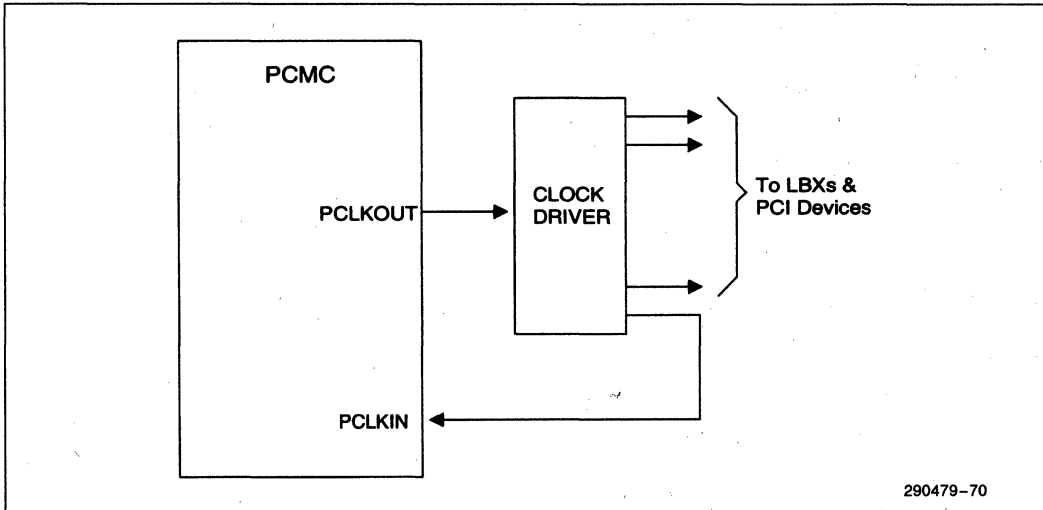 PCMC
PCLKOUT
CLOCK
DRIVER
To LBXs &
PCI Devices
PCLKIN
290479-70